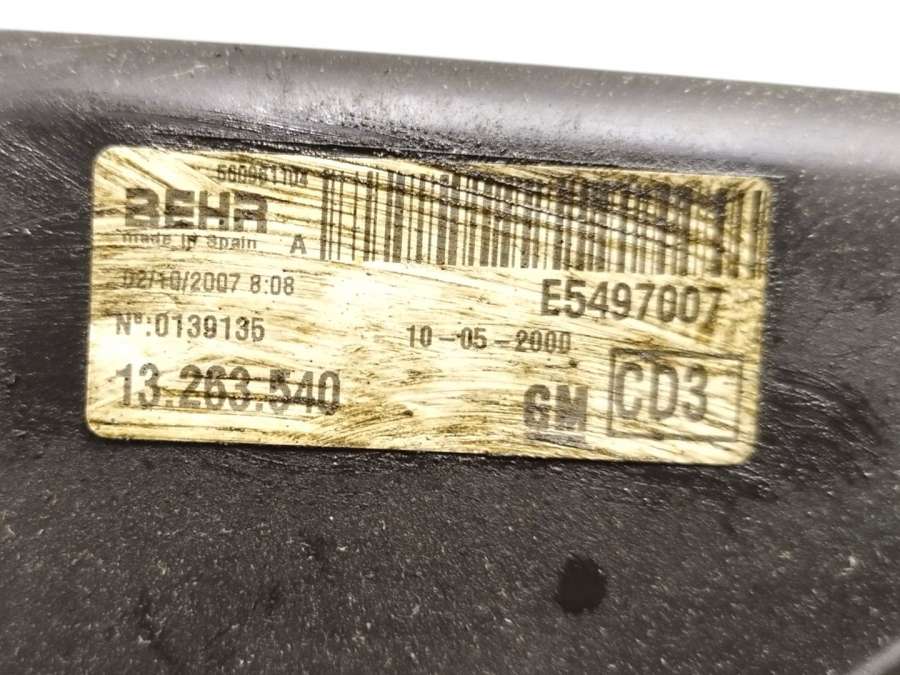 BEHR
made in Spain A
02/10/2007 8:08
E5497007
Nº:0139135
10-05-2000
13.263.540
GM
CD3